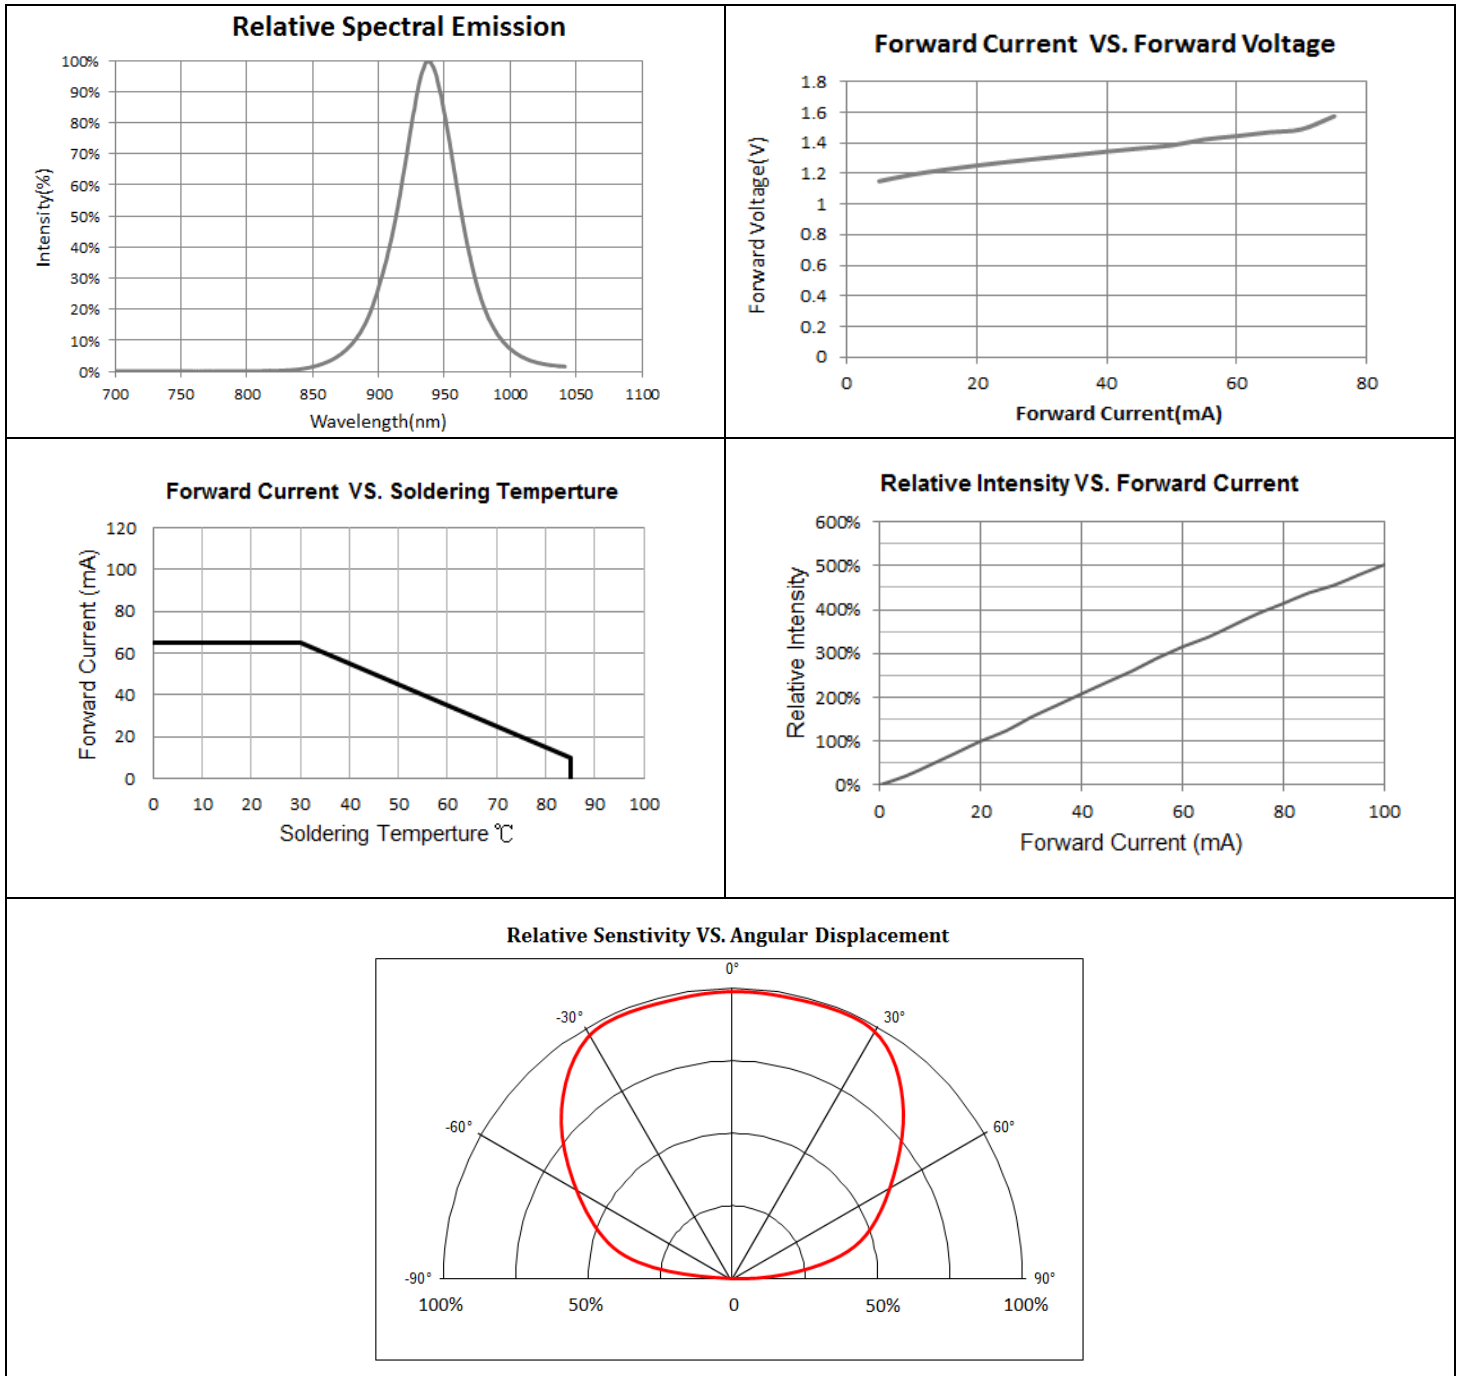 Relative Spectral Emission
100%
90%
80%
70%
60%
50%
40%
30%
20%
10%
0%
Intensity(%)
700 750 800 850 900 950 1000 1050 1100
Wavelength(nm)
Forward Current VS. Forward Voltage
1.8
1.6
1.4
1.2
1
0.8
0.6
0.4
0.2
0
Forward Voltage(V)
0 20 40 60 80
Forward Current(mA)
Forward Current VS. Soldering Temperture
120
100
80
60
40
20
0
Forward Current (mA)
0 10 20 30 40 50 60 70 80 90 100
Soldering Temperture ℃
Relative Intensity VS. Forward Current
600%
500%
400%
300%
200%
100%
0%
Relative Intensity
0 20 40 60 80 100
Forward Current (mA)
Relative Senstivity VS. Angular Displacement
0°
-30° 30°
-60° 60°
-90° 90°
100% 50% 0 50% 100%